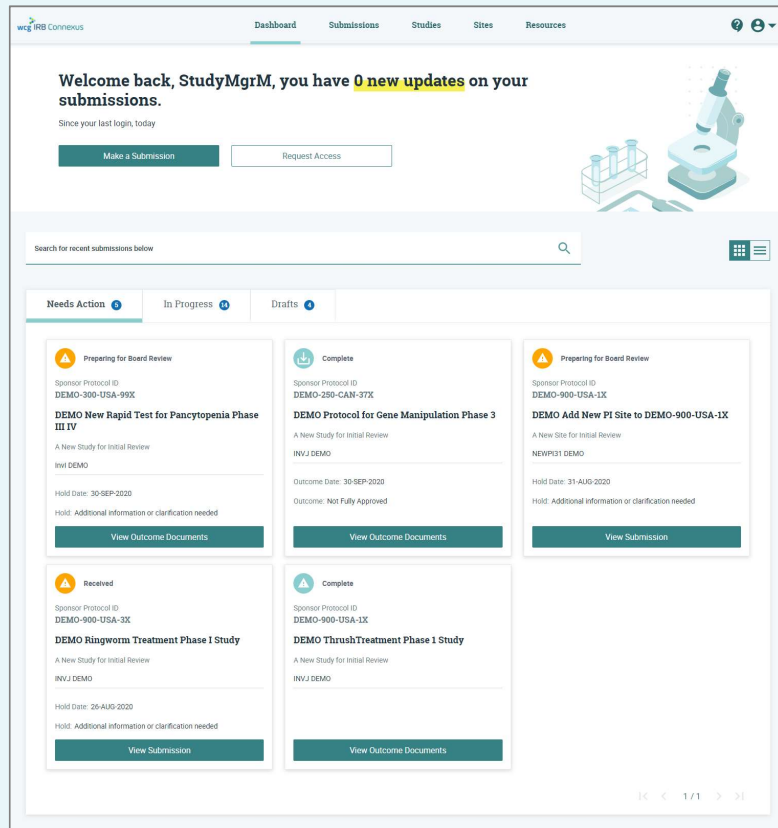 wcg IRB Connexus
Dashboard
Submissions
Studies
Sites
Resources
Welcome back, StudyMgrM, you have 0 new updates on your
submissions.
Since your last login, today
Make a Submission
Request Access
Search for recent submissions below
Needs Action 5
In Progress 14
Drafts 4
Preparing for Board Review
Sponsor Protocol ID
DEMO-300-USA-99X
DEMO New Rapid Test for Pancytopenia Phase
III IV
A New Study for Initial Review
InvI DEMO
Hold Date: 30-SEP-2020
Hold: Additional information or clarification needed
View Outcome Documents
Complete
Sponsor Protocol ID
DEMO-250-CAN-37X
DEMO Protocol for Gene Manipulation Phase 3
A New Study for Initial Review
INVJ DEMO
Outcome Date: 30-SEP-2020
Outcome: Not Fully Approved
View Outcome Documents
Preparing for Board Review
Sponsor Protocol ID
DEMO-900-USA-1X
DEMO Add New PI Site to DEMO-900-USA-1X
A New Site for Initial Review
NEWPI31 DEMO
Hold Date: 31-AUG-2020
Hold: Additional information or clarification needed
View Submission
Received
Sponsor Protocol ID
DEMO-900-USA-3X
DEMO Ringworm Treatment Phase I Study
A New Study for Initial Review
INVJ DEMO
Hold Date: 26-AUG-2020
Hold: Additional information or clarification needed
View Submission
Complete
Sponsor Protocol ID
DEMO-900-USA-1X
DEMO ThrushTreatment Phase 1 Study
A New Study for Initial Review
INVJ DEMO
View Outcome Documents
1 / 1